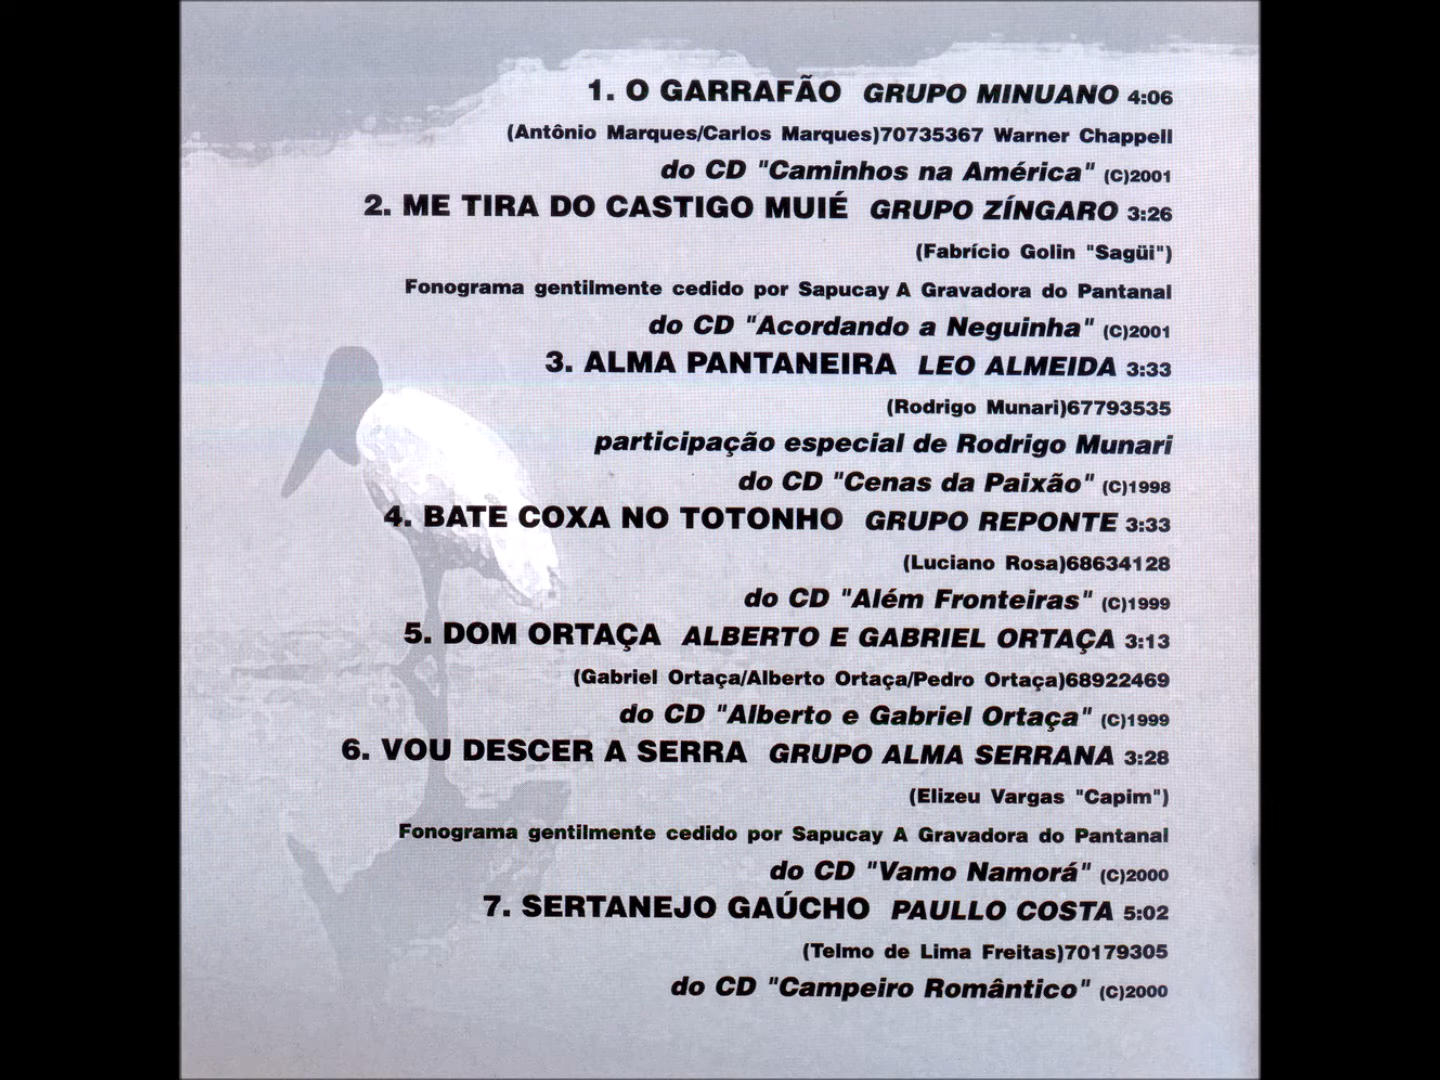 1. O GARRAFÃO GRUPO MINUANO 4:06
(Antônio Marques/Carlos Marques)70735367 Warner Chappell
do CD "Caminhos na América" (C)2001
2. ME TIRA DO CASTIGO MUIÉ GRUPO ZÍNGARO 3:26
(Fabrício Golin "Sagüi")
Fonograma gentilmente cedido por Sapucay A Gravadora do Pantanal
do CD "Acordando a Neguinha" (C)2001
3. ALMA PANTANEIRA LEO ALMEIDA 3:33
(Rodrigo Munari)67793535
participação especial de Rodrigo Munari
do CD "Cenas da Paixão" (C)1998
4. BATE COXA NO TOTONHO GRUPO REPONTE 3:33
(Luciano Rosa)68634128
do CD "Além Fronteiras" (C)1999
5. DOM ORTAÇA ALBERTO E GABRIEL ORTAÇA 3:13
(Gabriel Ortaça/Alberto Ortaça/Pedro Ortaça)68922469
do CD "Alberto e Gabriel Ortaça" (C)1999
6. VOU DESCER A SERRA GRUPO ALMA SERRANA 3:28
(Elizeu Vargas "Capim")
Fonograma gentilmente cedido por Sapucay A Gravadora do Pantanal
do CD "Vamo Namorá" (C)2000
7. SERTANEJO GAÚCHO PAULLO COSTA 5:02
(Telmo de Lima Freitas)70179305
do CD "Campeiro Romântico" (C)2000